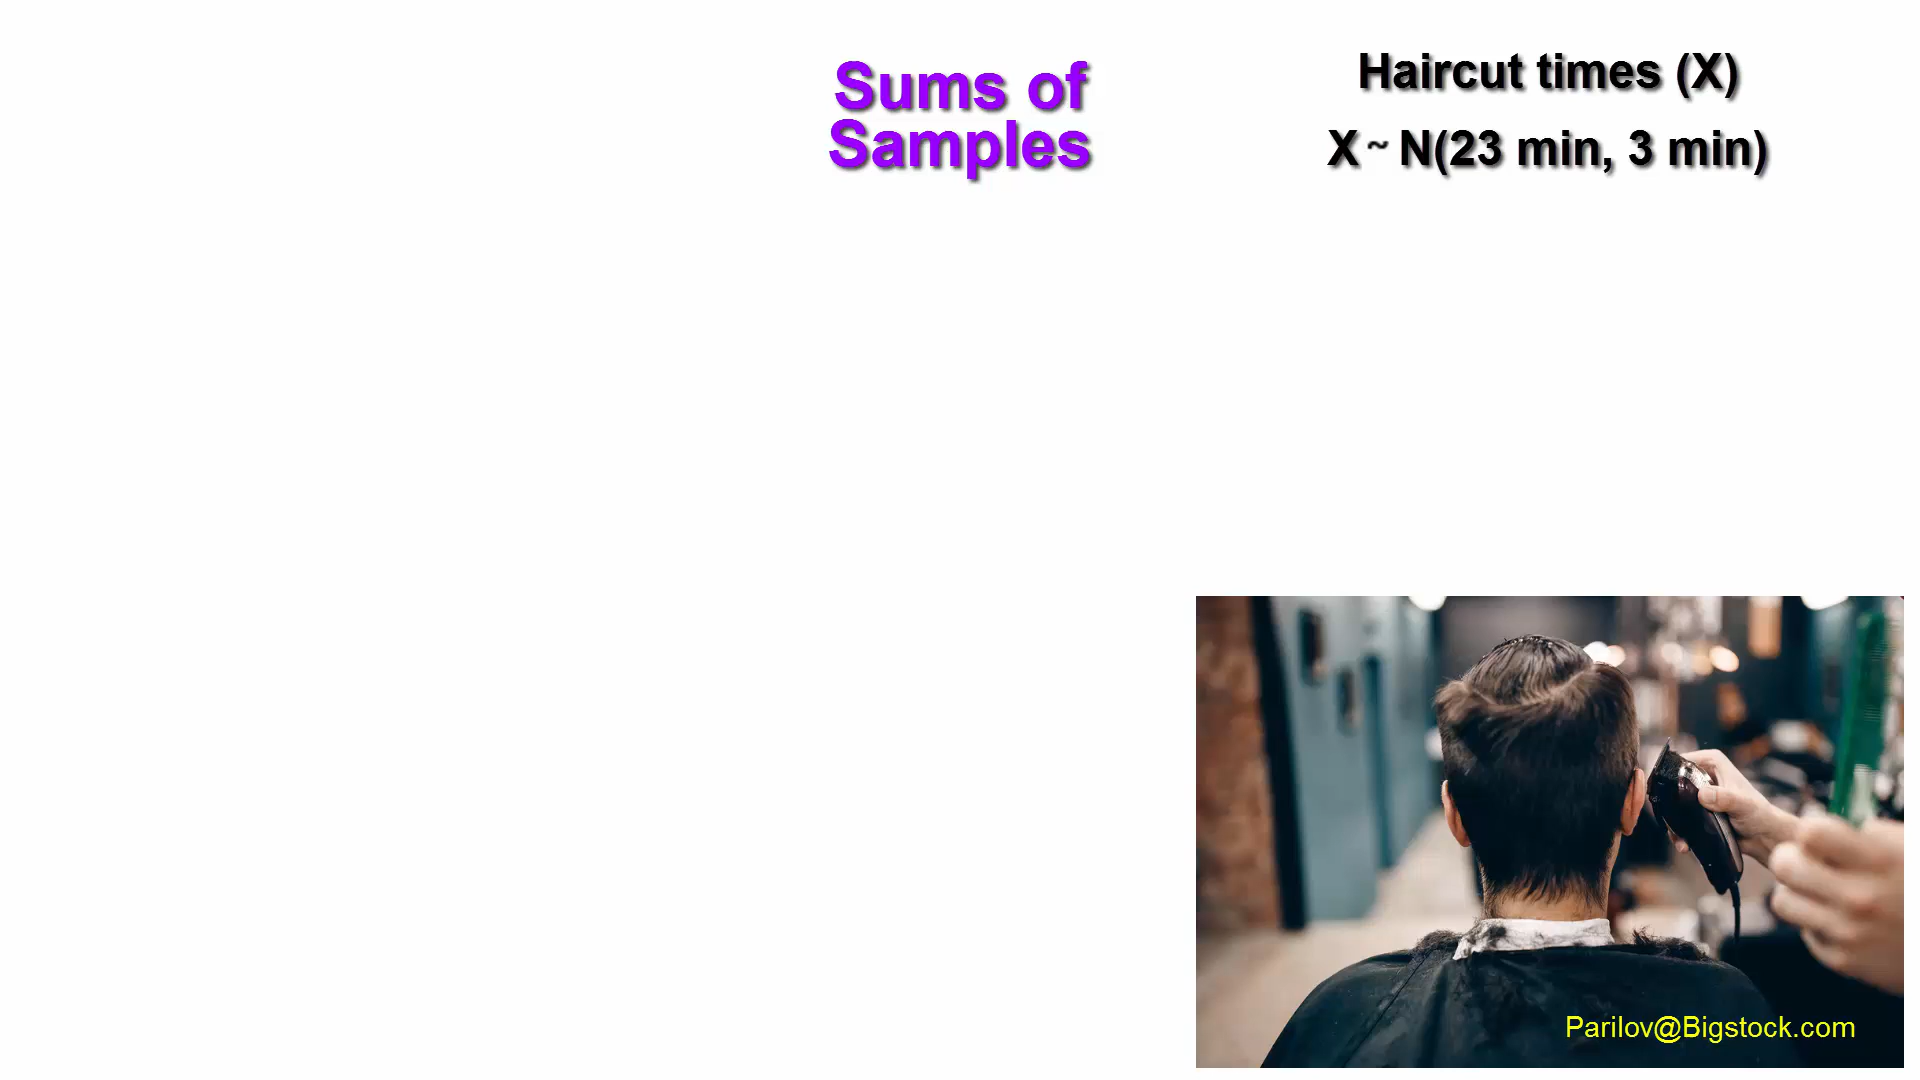 Sums of
Samples
Haircut times (X)
X ~ N(23 min, 3 min)
Parilov@Bigstock.com